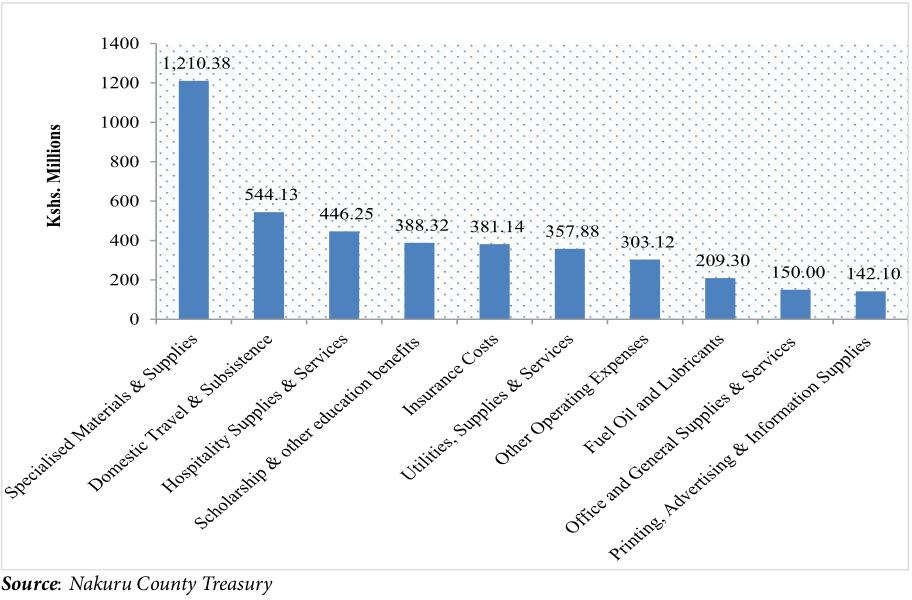 1400
1200
1000
800
600
400
200
0
Kshs. Millions
1,210.38
544.13
446.25
388.32
381.14
357.88
303.12
209.30
150.00
142.10
Specialised Materials & Supplies
Domestic Travel & Subsistence
Hospitality Supplies & Services
Scholarship & other education benefits
Insurance Costs
Utilities, Supplies & Services
Other Operating Expenses
Fuel Oil and Lubricants
Office and General Supplies & Services
Printing, Advertising & Information Supplies
Source: Nakuru County Treasury